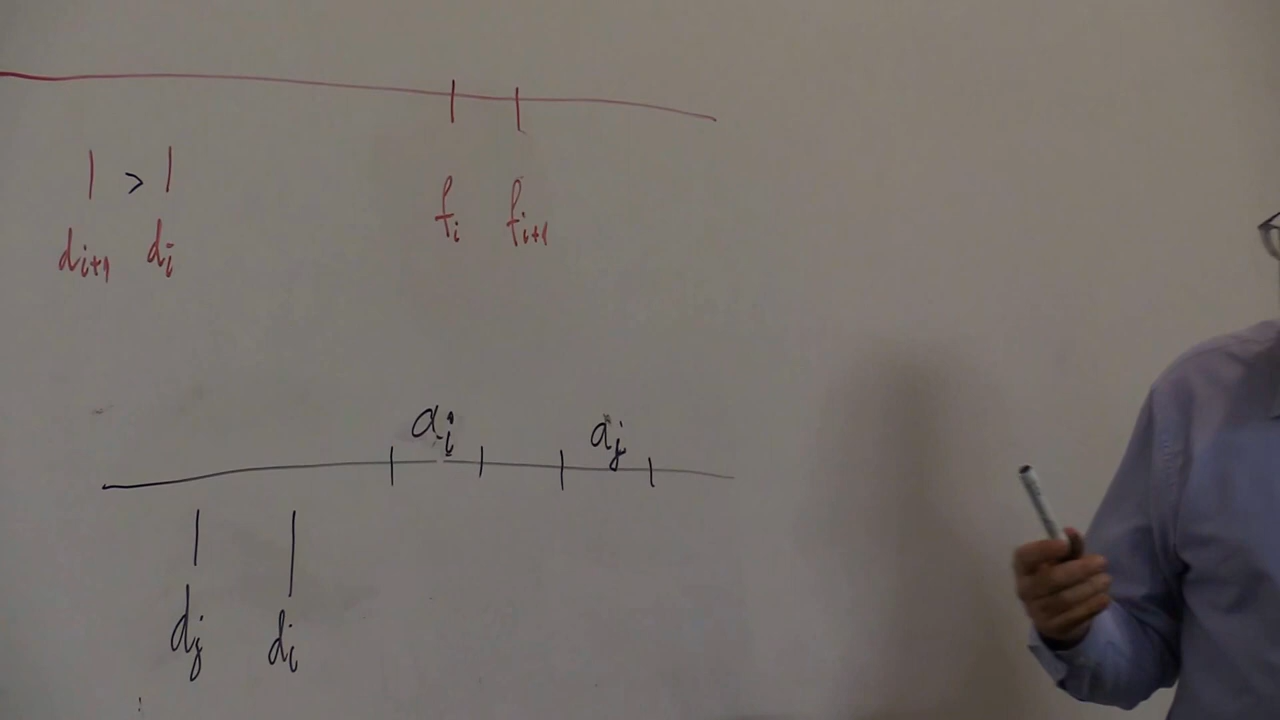 | > |
f_i f_{i+1}
d_{i+1} d_i
a_i a_j
d_j d_i